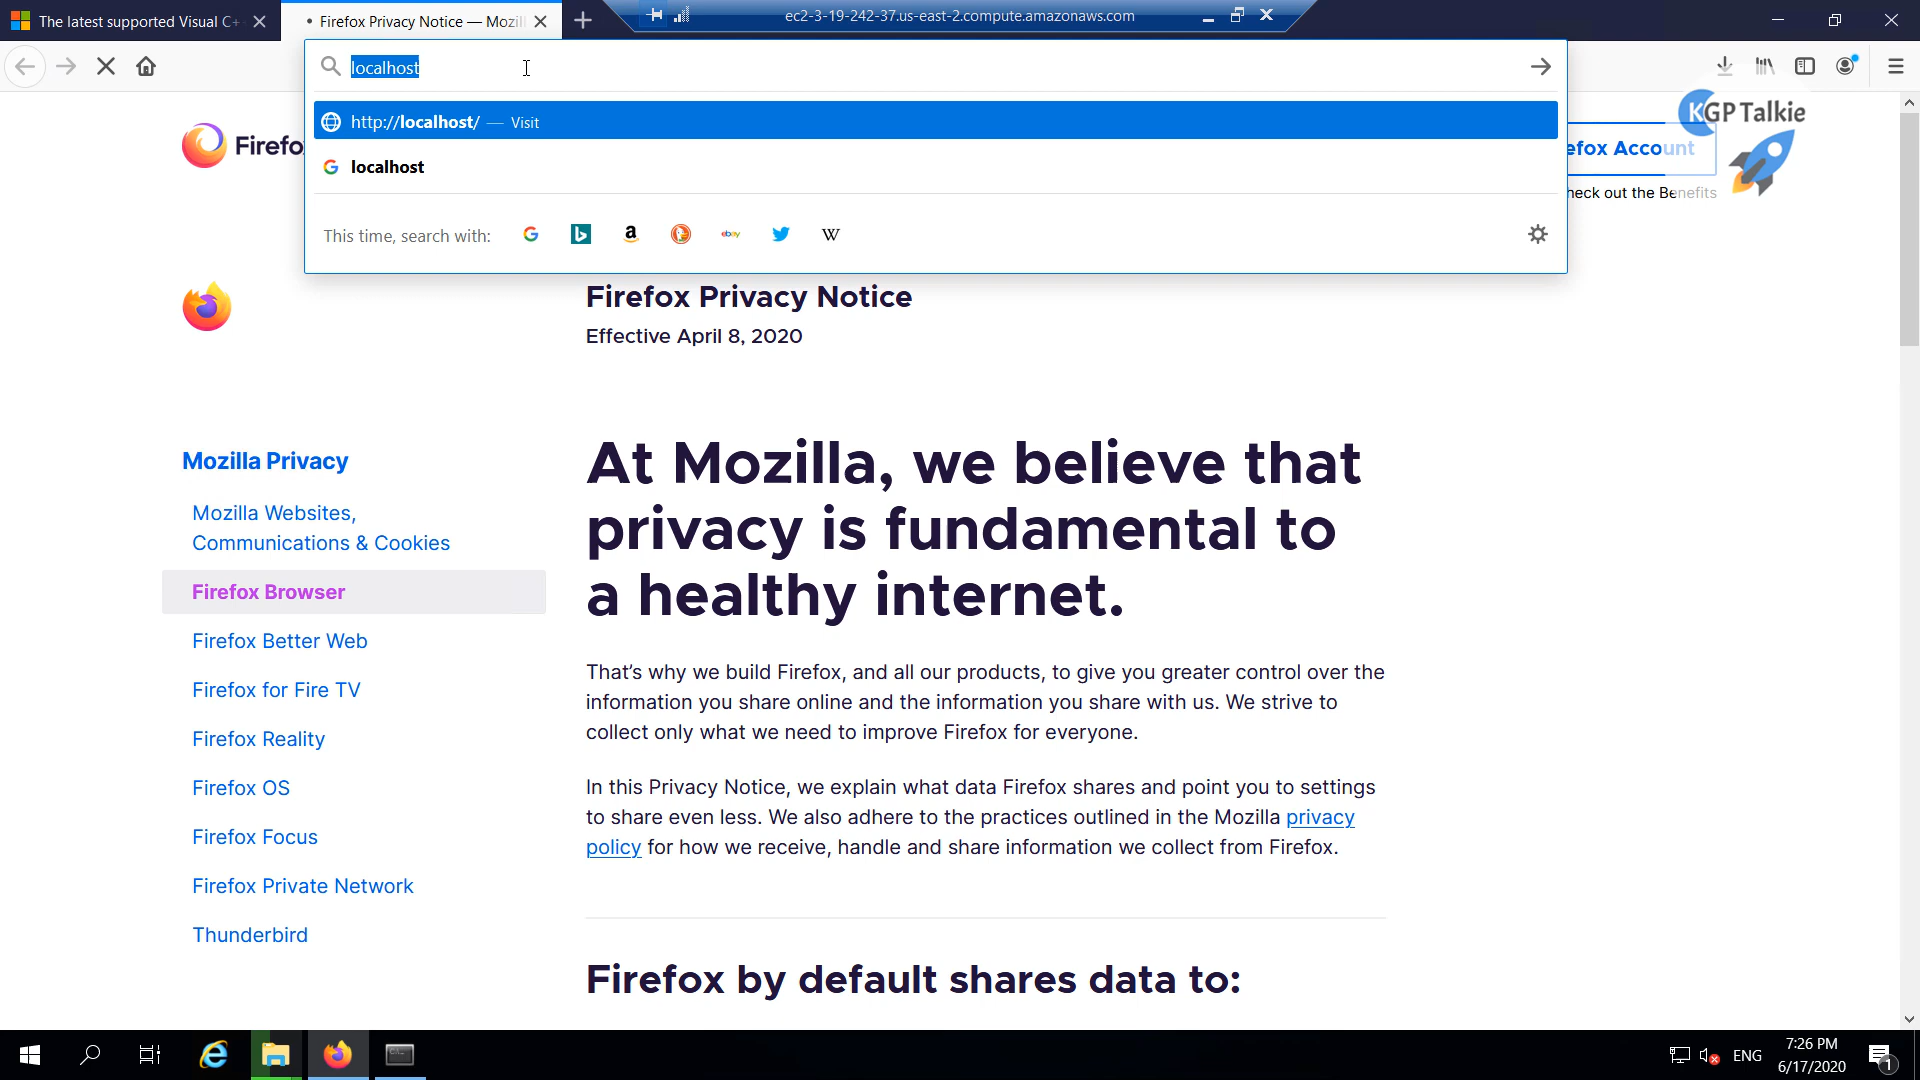 The latest supported Visual C+
• Firefox Privacy Notice — Mozill
ec2-3-19-242-37.us-east-2.compute.amazonaws.com
localhost
http://localhost/ — Visit
localhost
This time, search with:
ebay
W
KGP Talkie
Firefo
efox Account
heck out the Benefits
Firefox Privacy Notice
Effective April 8, 2020
Mozilla Privacy
Mozilla Websites,
Communications & Cookies
Firefox Browser
Firefox Better Web
Firefox for Fire TV
Firefox Reality
Firefox OS
Firefox Focus
Firefox Private Network
Thunderbird
At Mozilla, we believe that
privacy is fundamental to
a healthy internet.
That’s why we build Firefox, and all our products, to give you greater control over the
information you share online and the information you share with us. We strive to
collect only what we need to improve Firefox for everyone.
In this Privacy Notice, we explain what data Firefox shares and point you to settings
to share even less. We also adhere to the practices outlined in the Mozilla privacy
policy for how we receive, handle and share information we collect from Firefox.
Firefox by default shares data to:
ENG
7:26 PM
6/17/2020
1